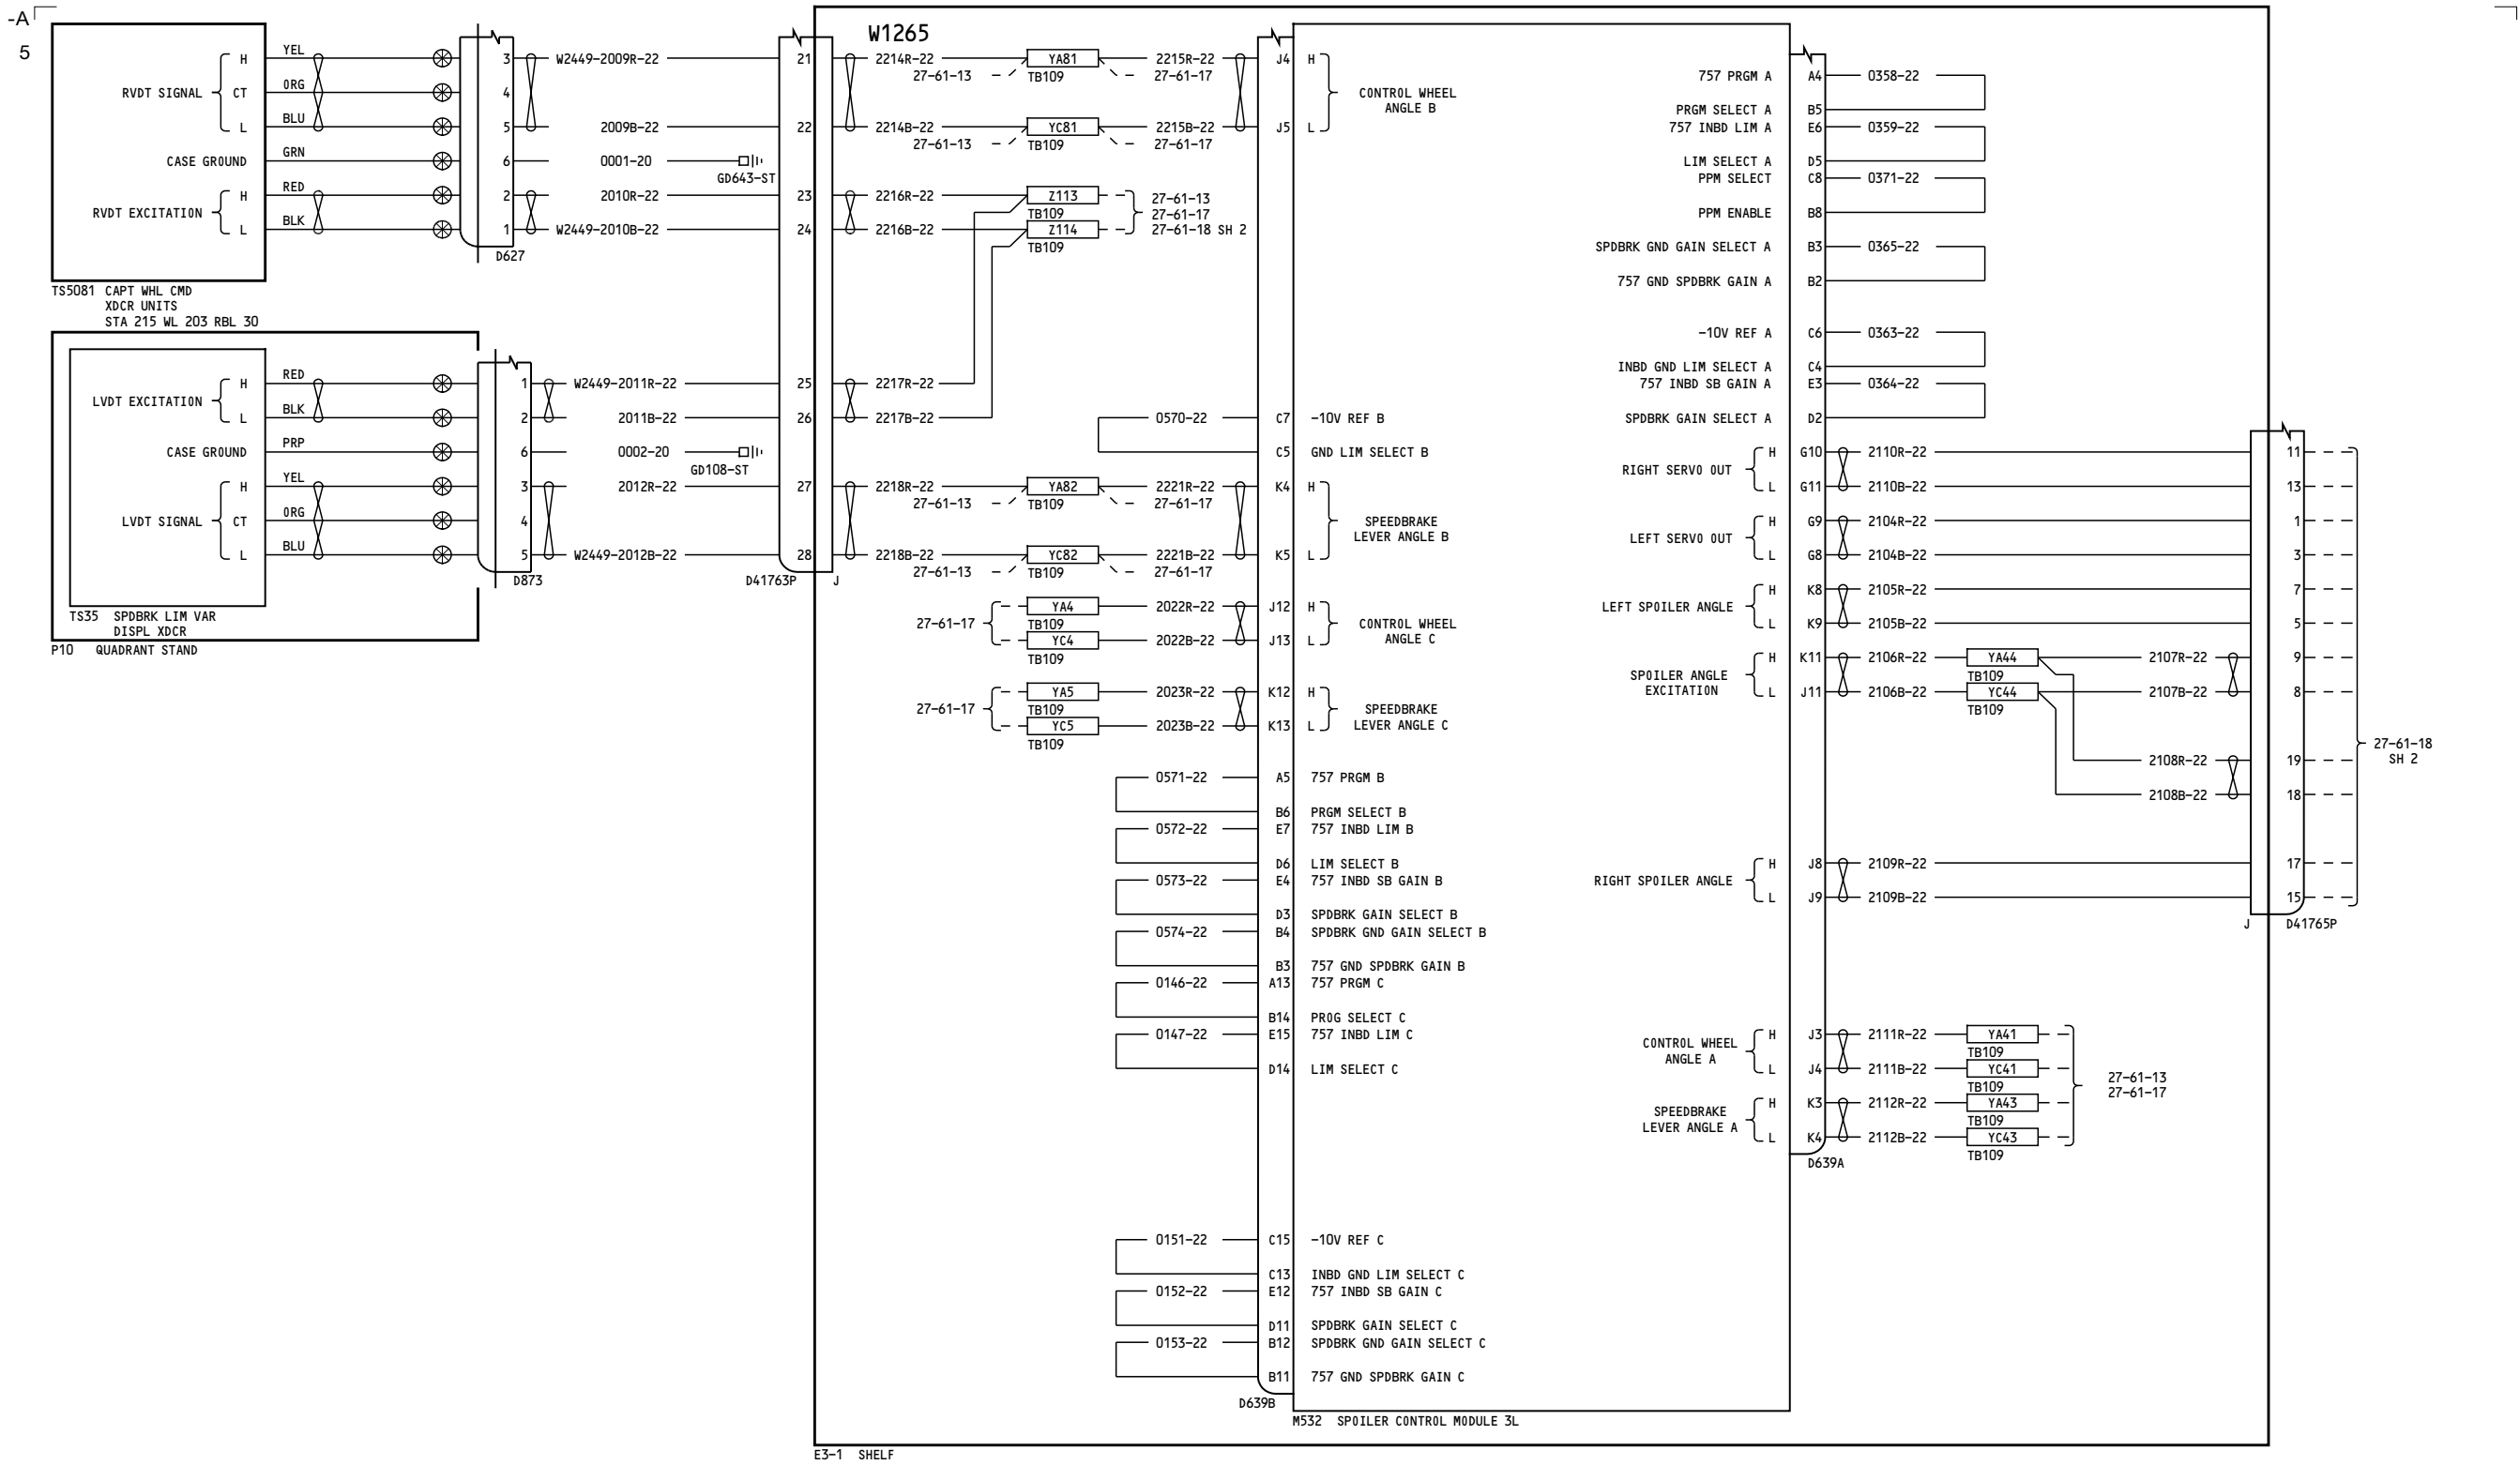 -A
5
W1265
RVDT SIGNAL H CT L
YEL
ORG
BLU
CASE GROUND
GRN
RVDT EXCITATION H L
RED
BLK
3 W2449-2009R-22 21
4
5 2009B-22 22
6 0001-20 GD643-ST
2 2010R-22 23
1 W2449-2010B-22 24
D627
TS5081 CAPT WHL CMD
XDCR UNITS
STA 215 WL 203 RBL 30
LVDT EXCITATION H L
RED
BLK
CASE GROUND
PRP
LVDT SIGNAL H CT L
YEL
ORG
BLU
1 W2449-2011R-22 25
2 2011B-22 26
6 0002-20 GD108-ST
3 2012R-22 27
4
5 W2449-2012B-22 28
D873
D41763P J
TS35 SPDBRK LIM VAR
DISPL XDCR
P10 QUADRANT STAND
2214R-22 YA81 2215R-22 J4 H
27-61-13 TB109 27-61-17
CONTROL WHEEL
ANGLE B
2214B-22 YC81 2215B-22 J5 L
27-61-13 TB109 27-61-17
2216R-22 Z113
TB109
2216B-22 Z114
TB109
27-61-13
27-61-17
27-61-18 SH 2
2217R-22
2217B-22
0570-22 C7 -10V REF B
C5 GND LIM SELECT B
2218R-22 YA82 2221R-22 K4 H
27-61-13 TB109 27-61-17
SPEEDBRAKE
LEVER ANGLE B
2218B-22 YC82 2221B-22 K5 L
27-61-13 TB109 27-61-17
27-61-17
YA4 2022R-22 J12 H
TB109
YC4 2022B-22 J13 L
TB109
CONTROL WHEEL
ANGLE C
27-61-17
YA5 2023R-22 K12 H
TB109
YC5 2023B-22 K13 L
TB109
SPEEDBRAKE
LEVER ANGLE C
0571-22 A5 757 PRGM B
B6 PRGM SELECT B
0572-22 E7 757 INBD LIM B
D6 LIM SELECT B
0573-22 E4 757 INBD SB GAIN B
D3 SPDBRK GAIN SELECT B
0574-22 B4 SPDBRK GND GAIN SELECT B
B3 757 GND SPDBRK GAIN B
0146-22 A13 757 PRGM C
B14 PROG SELECT C
0147-22 E15 757 INBD LIM C
D14 LIM SELECT C
0151-22 C15 -10V REF C
C13 INBD GND LIM SELECT C
0152-22 E12 757 INBD SB GAIN C
D11 SPDBRK GAIN SELECT C
0153-22 B12 SPDBRK GND GAIN SELECT C
B11 757 GND SPDBRK GAIN C
D639B
M532 SPOILER CONTROL MODULE 3L
E3-1 SHELF
757 PRGM A A4 0358-22
PRGM SELECT A B5
757 INBD LIM A E6 0359-22
LIM SELECT A D5
PPM SELECT C8 0371-22
PPM ENABLE B8
SPDBRK GND GAIN SELECT A B3 0365-22
757 GND SPDBRK GAIN A B2
-10V REF A C6 0363-22
INBD GND LIM SELECT A C4
757 INBD SB GAIN A E3 0364-22
SPDBRK GAIN SELECT A D2
RIGHT SERVO OUT
H G10 2110R-22 11
L G11 2110B-22 13
LEFT SERVO OUT
H G9 2104R-22 1
L G8 2104B-22 3
LEFT SPOILER ANGLE
H K8 2105R-22 7
L K9 2105B-22 5
SPOILER ANGLE
EXCITATION
H K11 2106R-22 YA44 2107R-22 9
TB109
L J11 2106B-22 YC44 2107B-22 8
TB109
2108R-22 19
2108B-22 18
27-61-18
SH 2
RIGHT SPOILER ANGLE
H J8 2109R-22 17
L J9 2109B-22 15
J D41765P
CONTROL WHEEL
ANGLE A
H J3 2111R-22 YA41
TB109
L J4 2111B-22 YC41
TB109
SPEEDBRAKE
LEVER ANGLE A
H K3 2112R-22 YA43
TB109
L K4 2112B-22 YC43
TB109
27-61-13
27-61-17
D639A